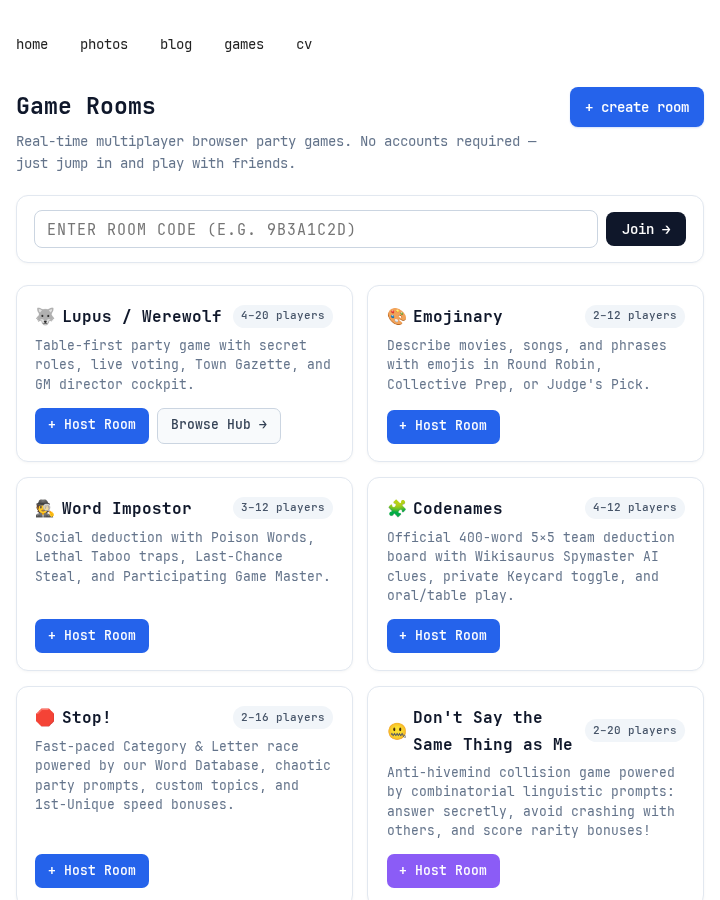 home photos blog games cv
Game Rooms
+ create room
Real-time multiplayer browser party games. No accounts required —
just jump in and play with friends.
ENTER ROOM CODE (E.G. 9B3A1C2D)
Join →
🐺 Lupus / Werewolf 4–20 players
Table-first party game with secret
roles, live voting, Town Gazette, and
GM director cockpit.
+ Host Room Browse Hub →
🎨 Emojinary 2–12 players
Describe movies, songs, and phrases
with emojis in Round Robin,
Collective Prep, or Judge's Pick.
+ Host Room
🕵️ Word Impostor 3–12 players
Social deduction with Poison Words,
Lethal Taboo traps, Last-Chance
Steal, and Participating Game Master.
+ Host Room
🧩 Codenames 4–12 players
Official 400-word 5×5 team deduction
board with Wikisaurus Spymaster AI
clues, private Keycard toggle, and
oral/table play.
+ Host Room
🛑 Stop! 2–16 players
Fast-paced Category & Letter race
powered by our Word Database, chaotic
party prompts, custom topics, and
1st-Unique speed bonuses.
+ Host Room
🤐 Don't Say the
Same Thing as Me
2–20 players
Anti-hivemind collision game powered
by combinatorial linguistic prompts:
answer secretly, avoid crashing with
others, and score rarity bonuses!
+ Host Room